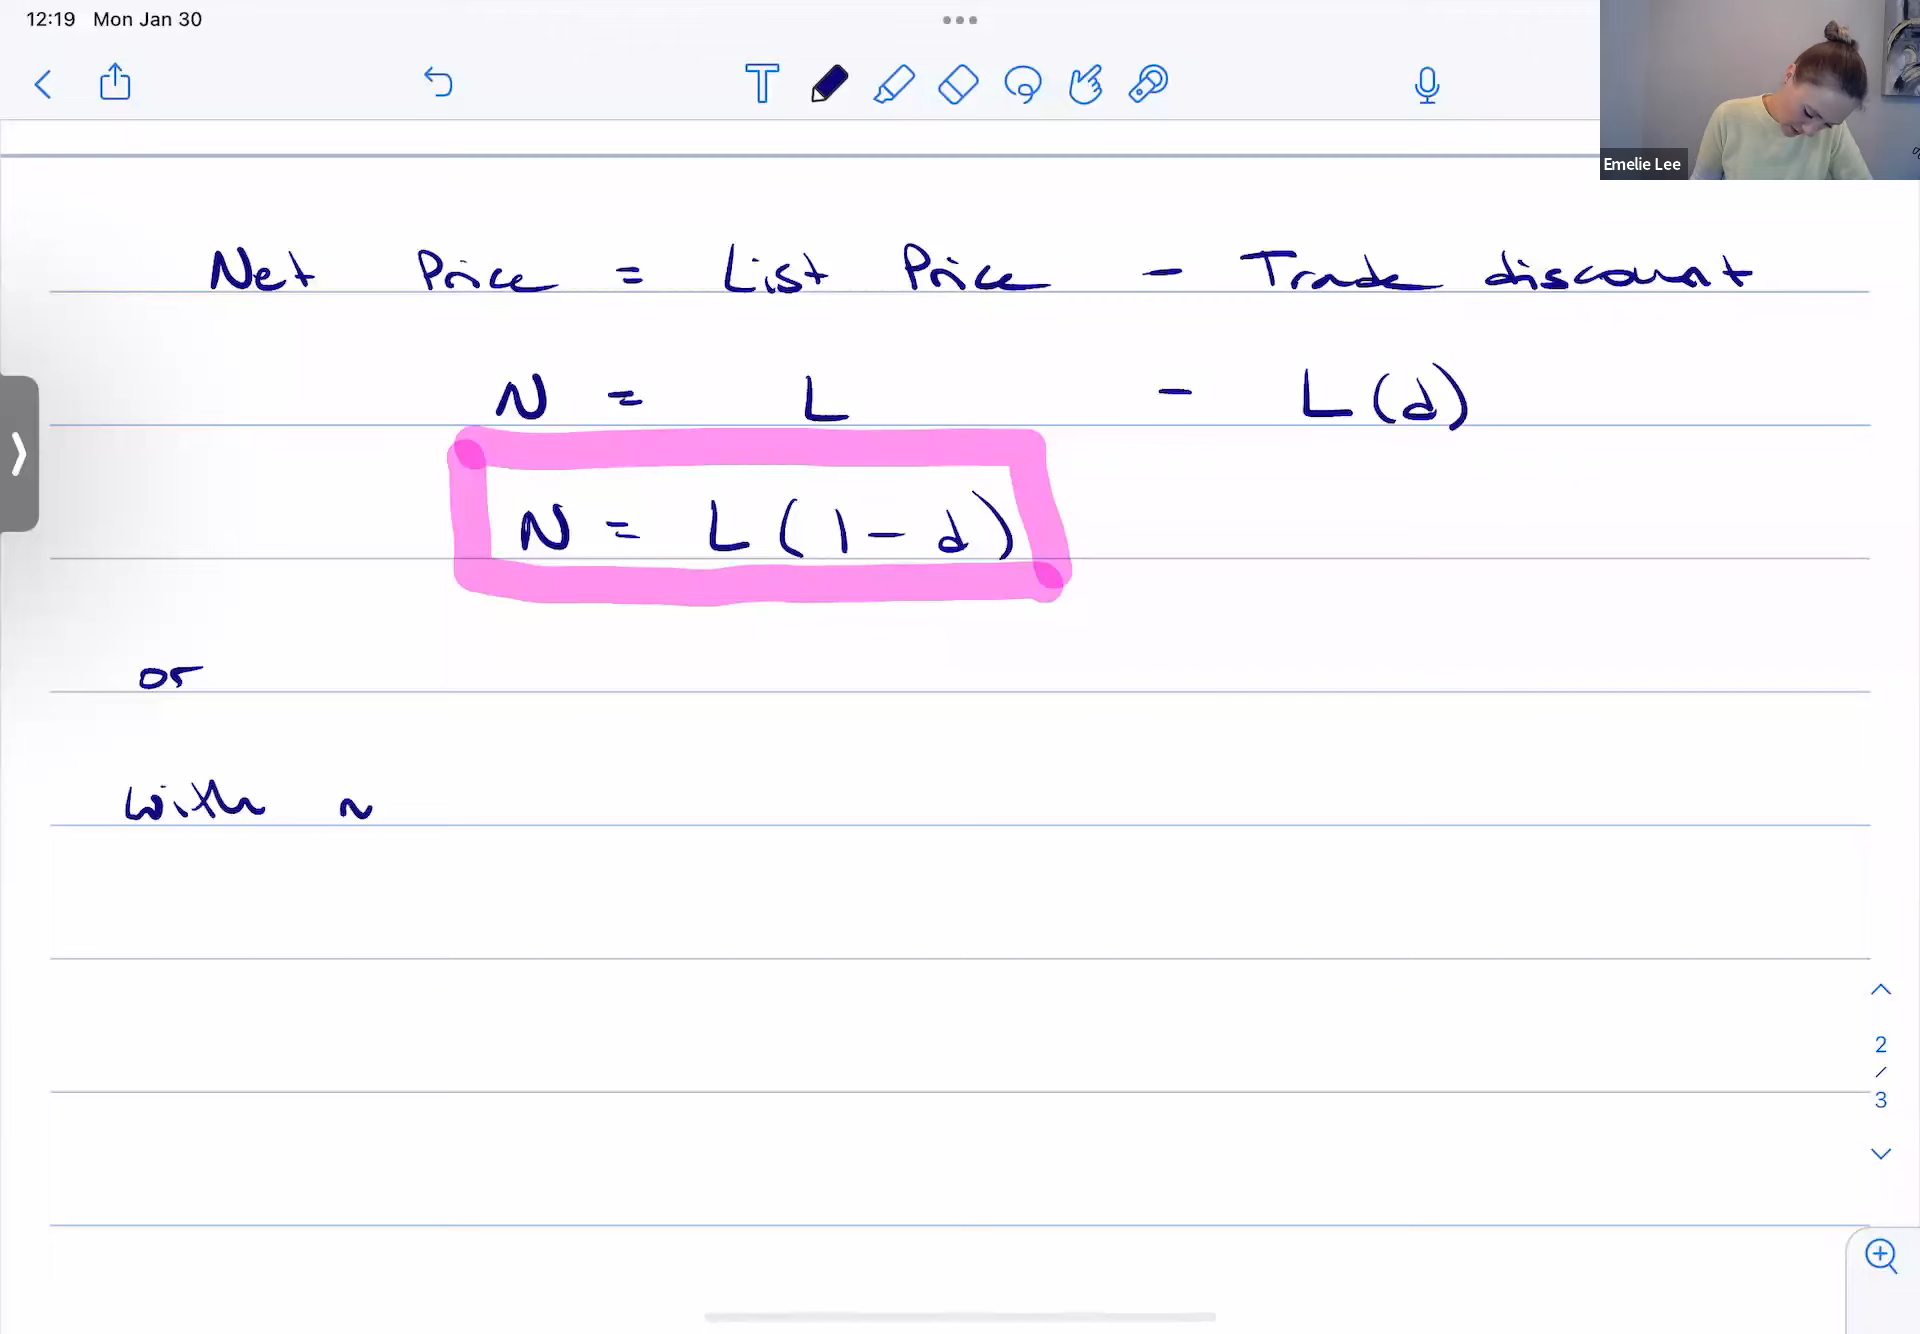 12:19 Mon Jan 30
Emelie Lee
Net Price = List Price - Trade discount
N = L - L(d)
N = L(1-d)
or
with n
2
/
3